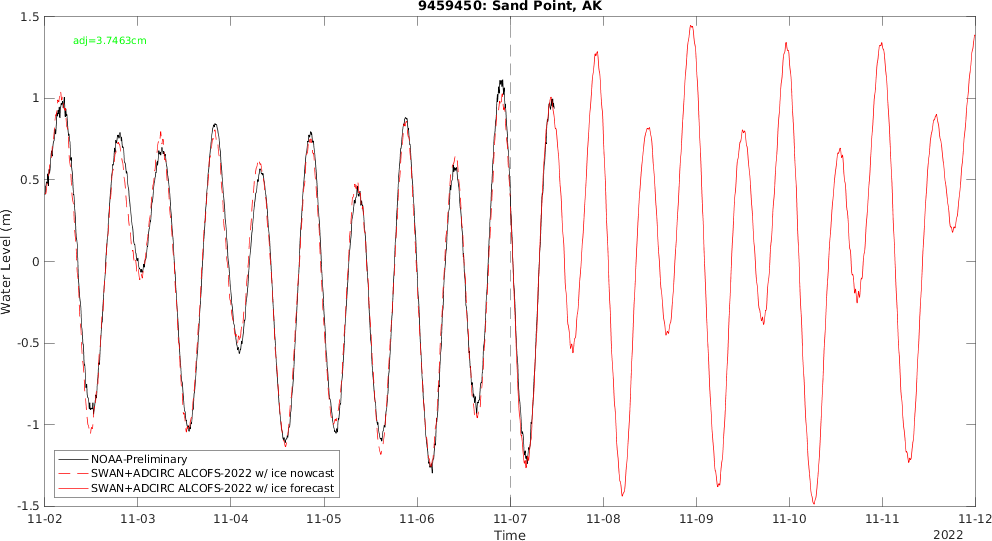 9459450: Sand Point, AK
adj=3.7463cm
1.5
1
0.5
0
-0.5
-1
-1.5
Water Level (m)
NOAA-Preliminary
SWAN+ADCIRC ALCOFS-2022 w/ ice nowcast
SWAN+ADCIRC ALCOFS-2022 w/ ice forecast
11-02 11-03 11-04 11-05 11-06 11-07 11-08 11-09 11-10 11-11 11-12
Time
2022